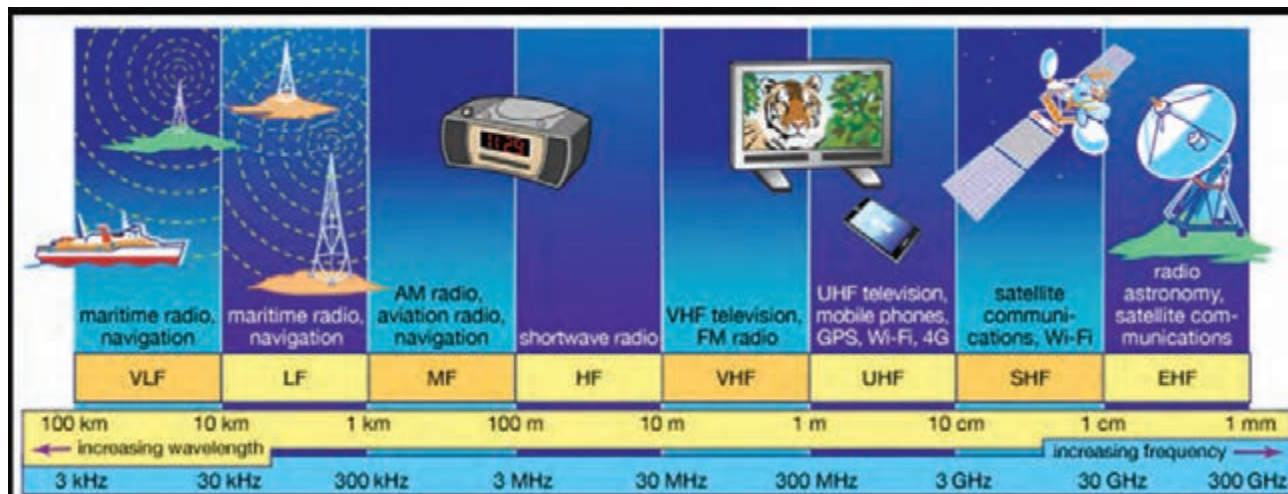 11:29
maritime radio,
navigation
maritime radio,
navigation
AM radio,
aviation radio,
navigation
shortwave radio
VHF television,
FM radio
UHF television,
mobile phones,
GPS, Wi-Fi, 4G
satellite
communi-
cations, Wi-Fi
radio
astronomy,
satellite com-
munications
VLF LF MF HF VHF UHF SHF EHF
100 km 10 km 1 km 100 m 10 m 1 m 10 cm 1 cm 1 mm
increasing wavelength increasing frequency
3 kHz 30 kHz 300 kHz 3 MHz 30 MHz 300 MHz 3 GHz 30 GHz 300 GHz